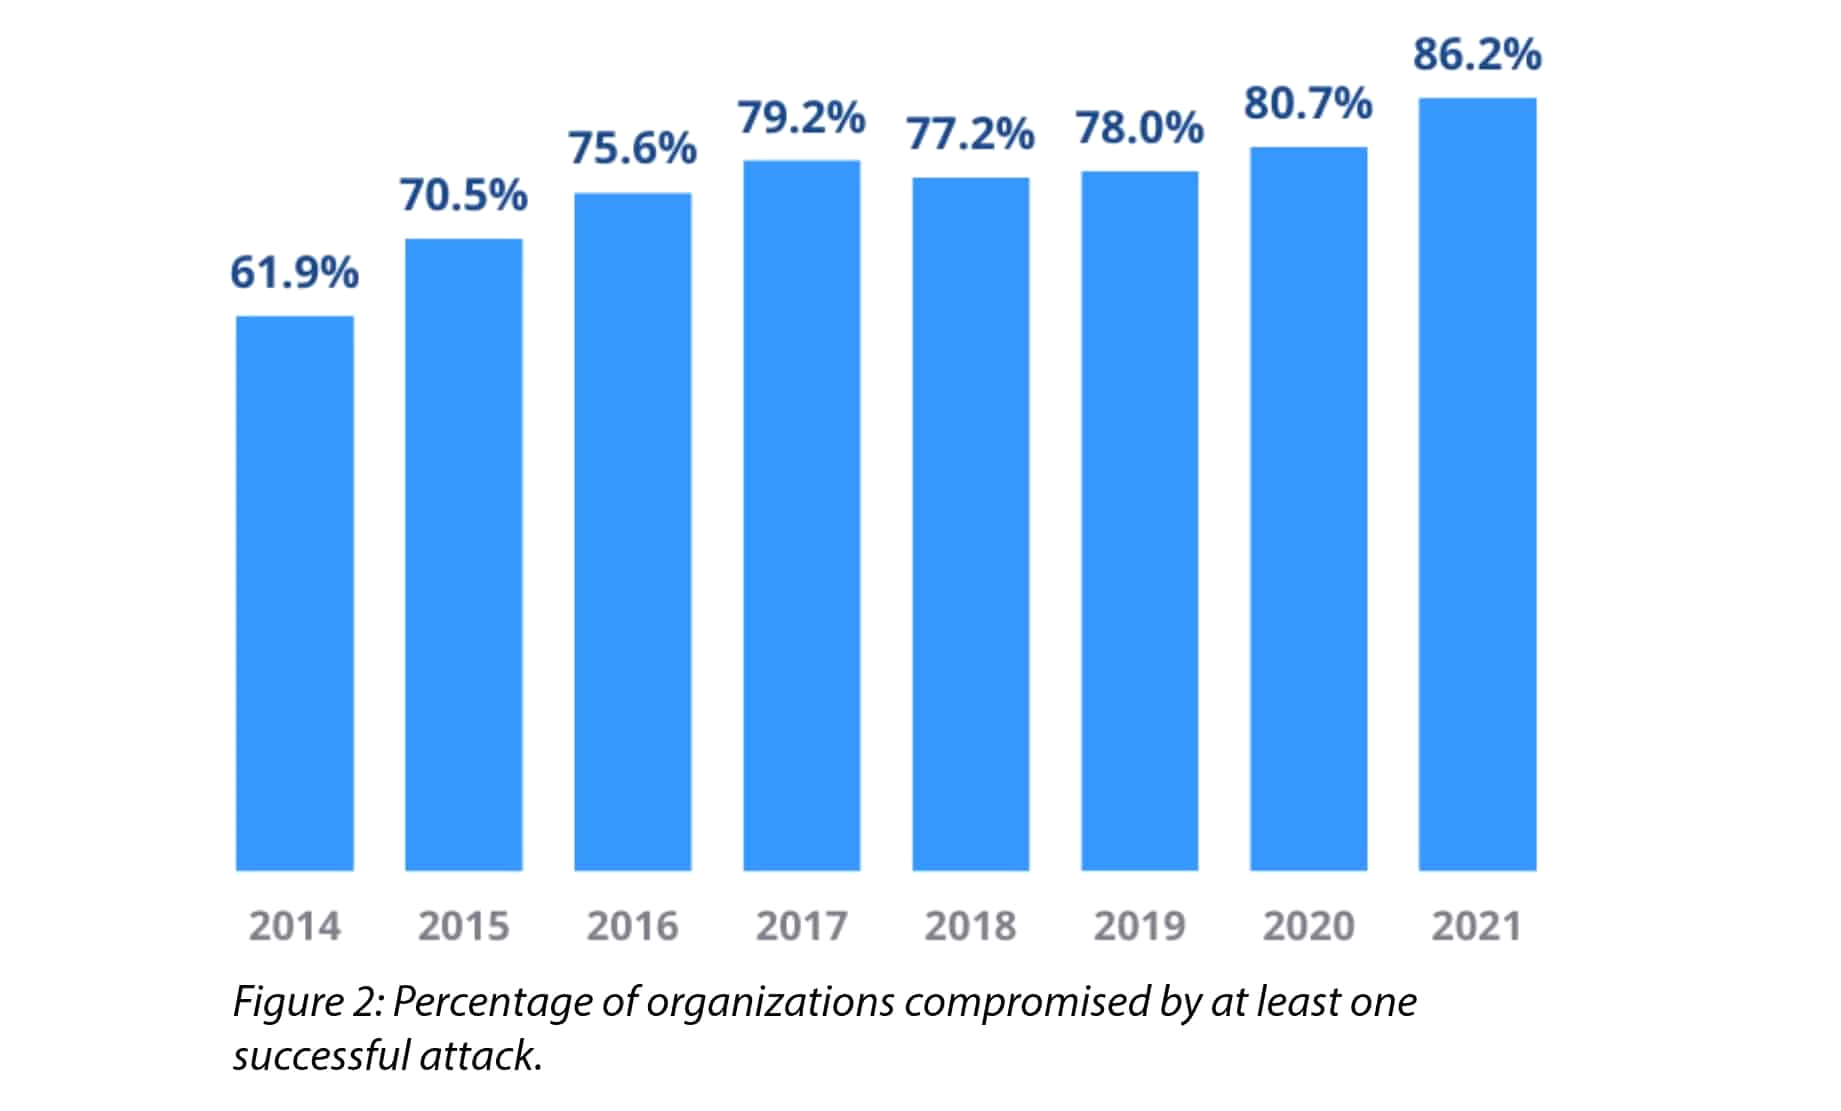 86.2%
80.7%
79.2%
78.0%
77.2%
75.6%
70.5%
61.9%
2014 2015 2016 2017 2018 2019 2020 2021
Figure 2: Percentage of organizations compromised by at least one
successful attack.